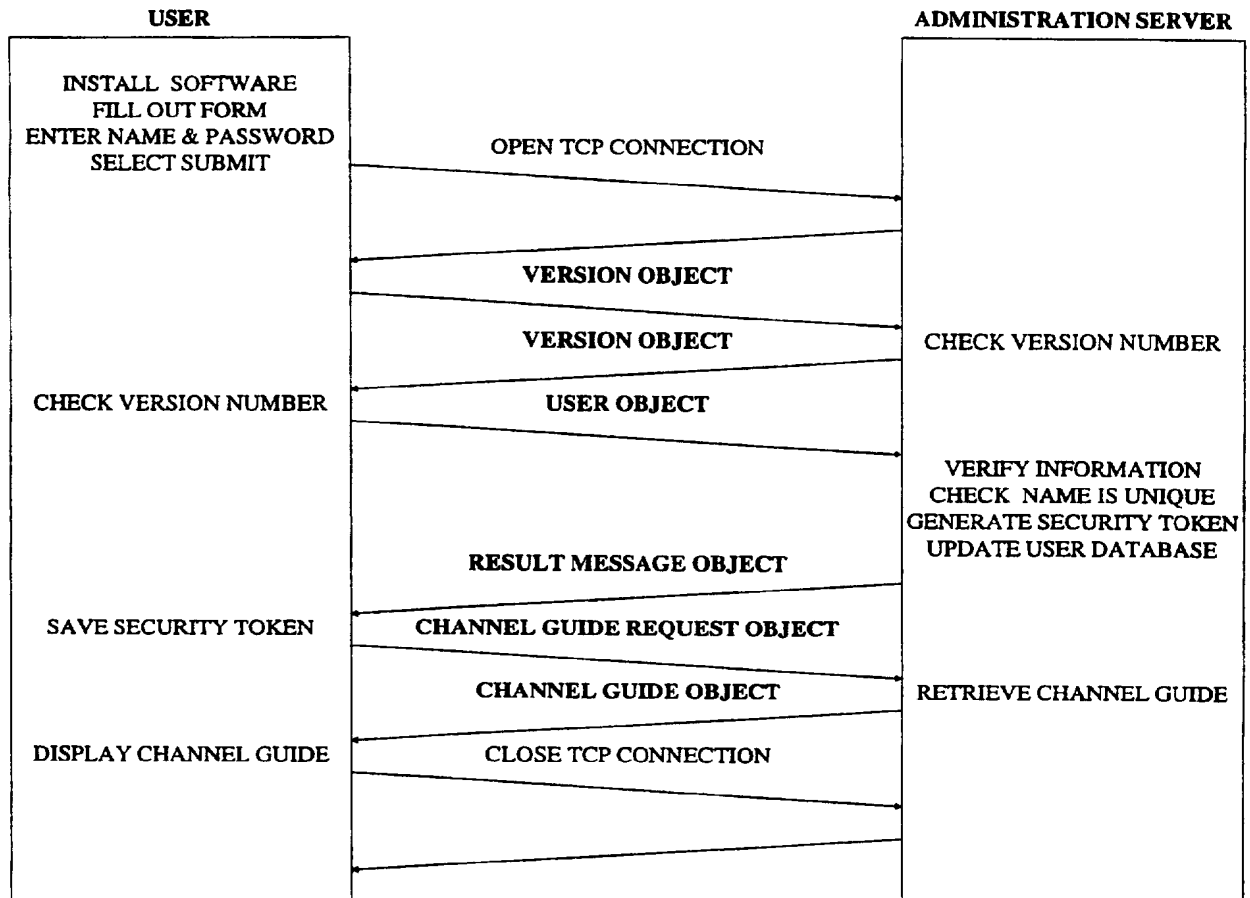 USER
ADMINISTRATION SERVER
INSTALL SOFTWARE
FILL OUT FORM
ENTER NAME & PASSWORD
SELECT SUBMIT
OPEN TCP CONNECTION
VERSION OBJECT
VERSION OBJECT
CHECK VERSION NUMBER
CHECK VERSION NUMBER
USER OBJECT
VERIFY INFORMATION
CHECK NAME IS UNIQUE
GENERATE SECURITY TOKEN
UPDATE USER DATABASE
RESULT MESSAGE OBJECT
SAVE SECURITY TOKEN
CHANNEL GUIDE REQUEST OBJECT
CHANNEL GUIDE OBJECT
RETRIEVE CHANNEL GUIDE
DISPLAY CHANNEL GUIDE
CLOSE TCP CONNECTION